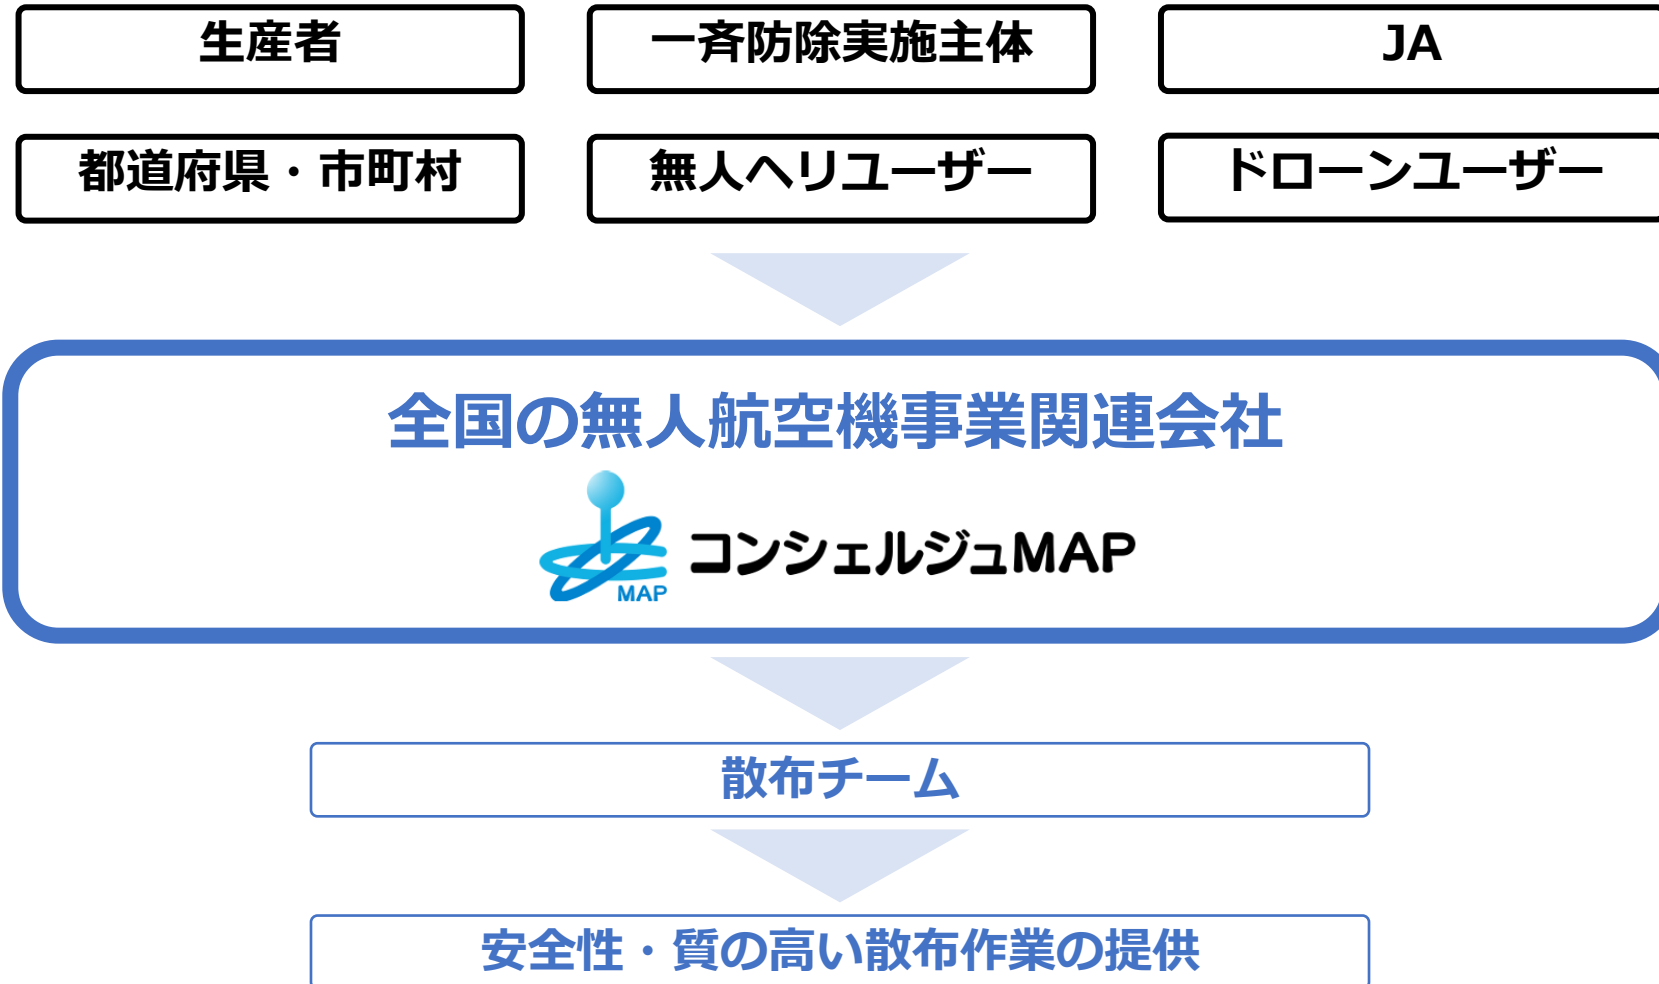 生産者
一斉防除実施主体
JA
都道府県・市町村
無人ヘリユーザー
ドローンユーザー
全国の無人航空機事業関連会社
MAP
コンシェルジュMAP
散布チーム
安全性・質の高い散布作業の提供